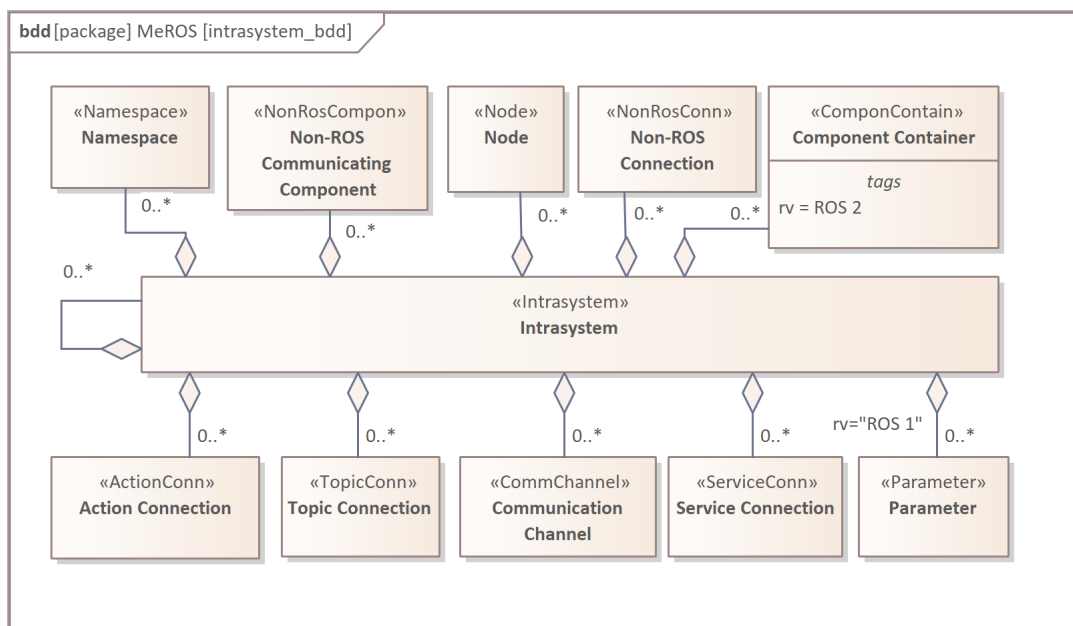 bdd [package] MeROS [intrasystem_bdd]
«Namespace»
Namespace
«NonRosCompon»
Non-ROS
Communicating
Component
«Node»
Node
«NonRosConn»
Non-ROS
Connection
«ComponContain»
Component Container
tags
rv = ROS 2
0..*
0..*
0..*
0..*
0..*
0..*
«Intrasystem»
Intrasystem
0..*
0..*
0..*
0..*
rv="ROS 1"
0..*
«ActionConn»
Action Connection
«TopicConn»
Topic Connection
«CommChannel»
Communication
Channel
«ServiceConn»
Service Connection
«Parameter»
Parameter